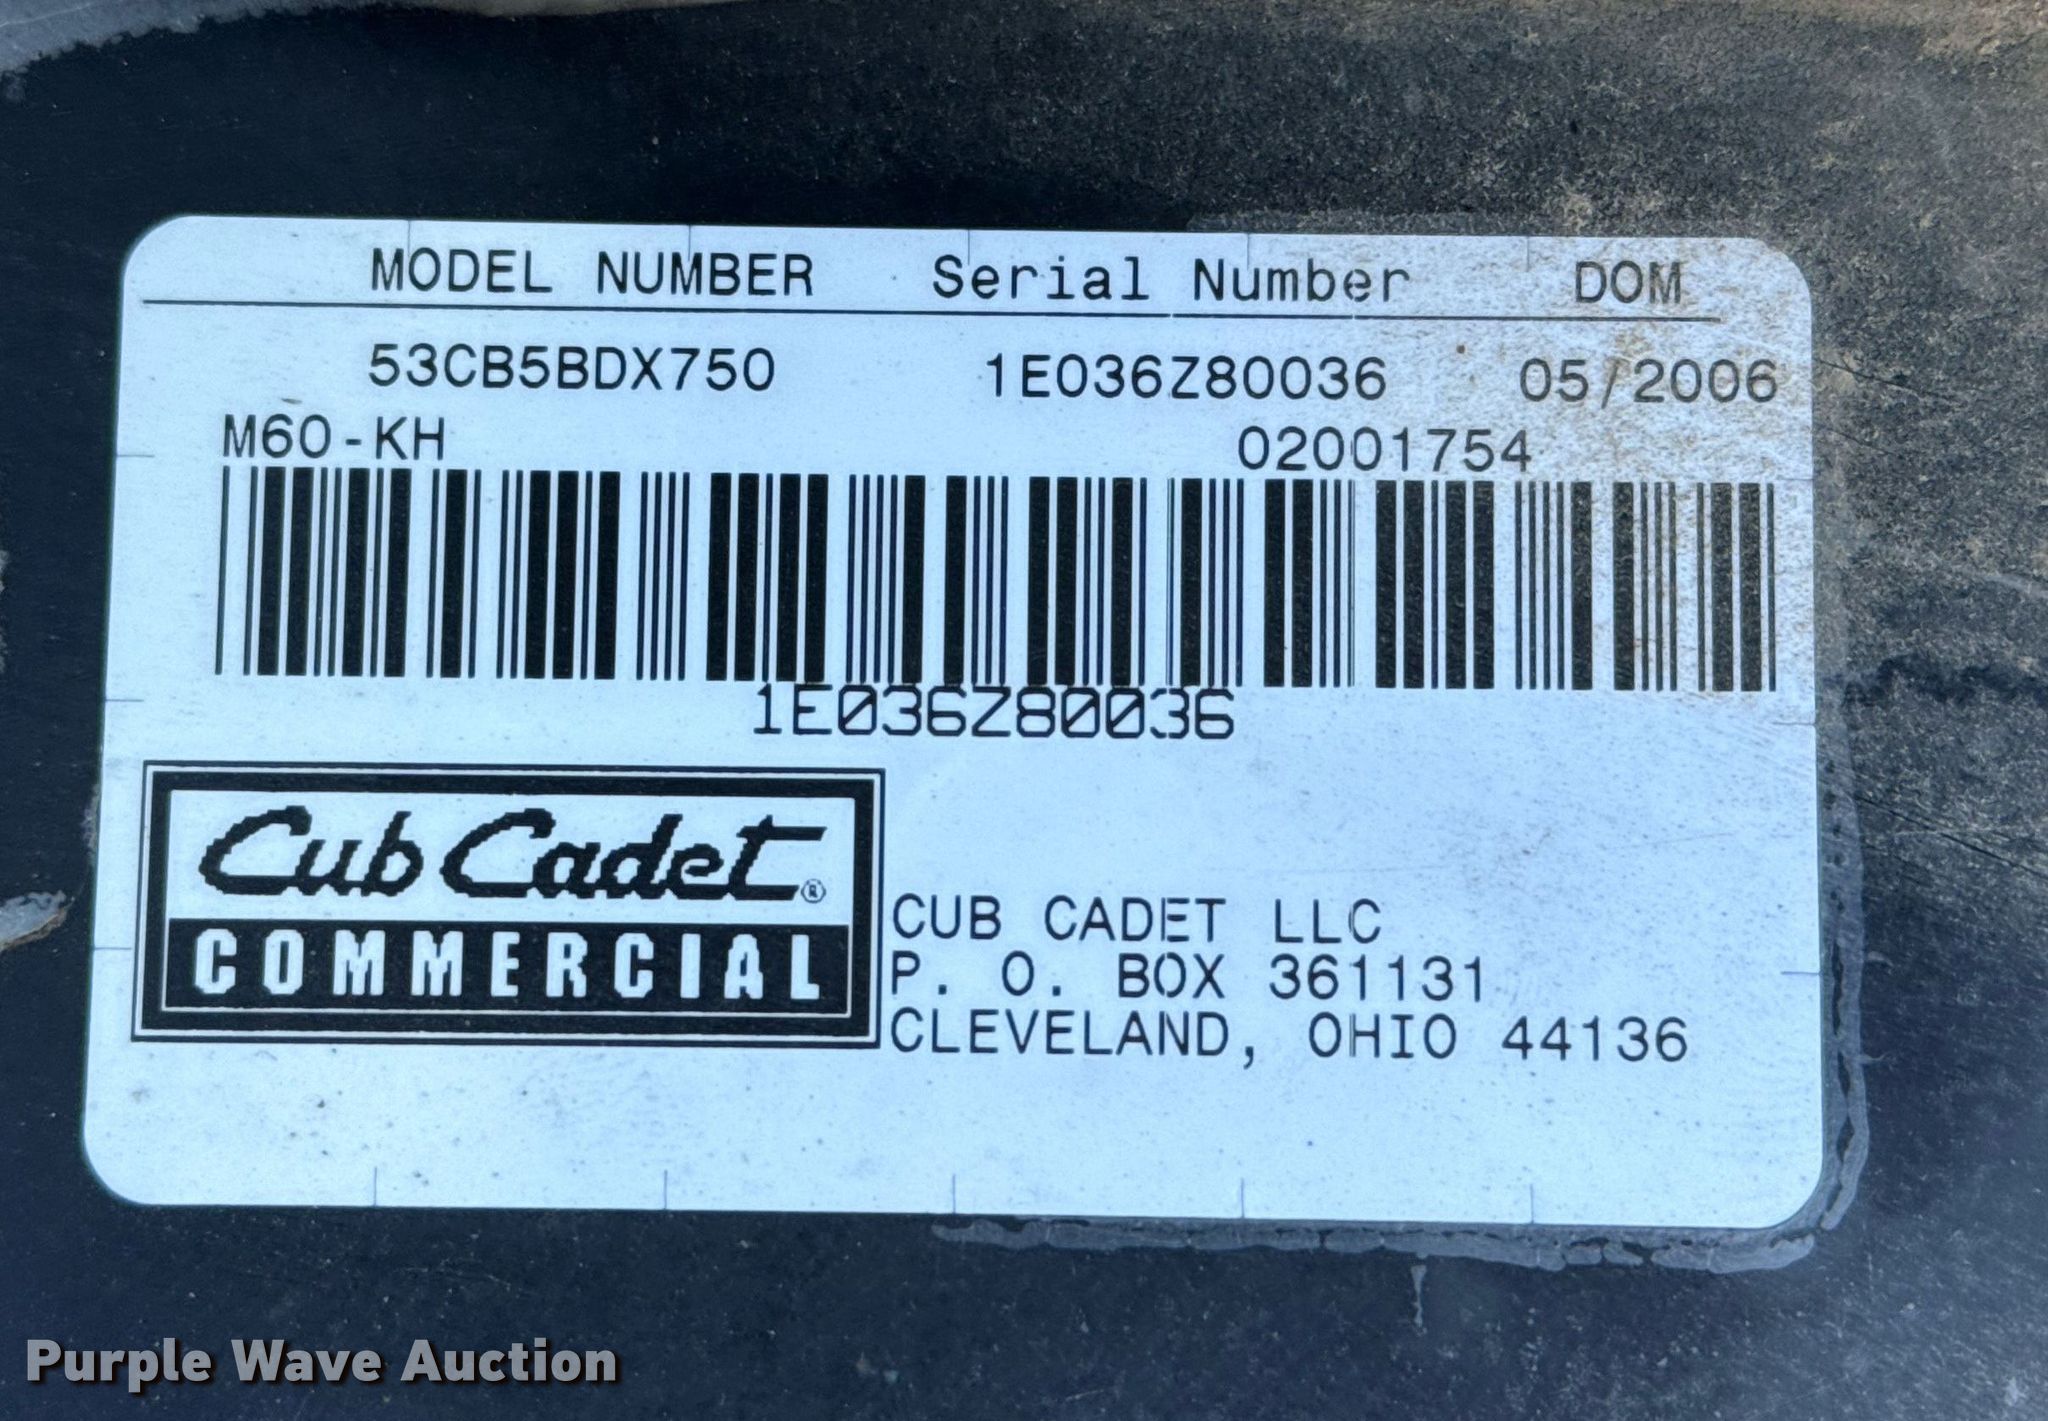 MODEL NUMBER Serial Number DOM
53CB5BDX750 1E036Z80036 05/2006
M60-KH 02001754
1E036Z80036
Cub Cadet®
COMMERCIAL
CUB CADET LLC
P. O. BOX 361131
CLEVELAND, OHIO 44136
Purple Wave Auction